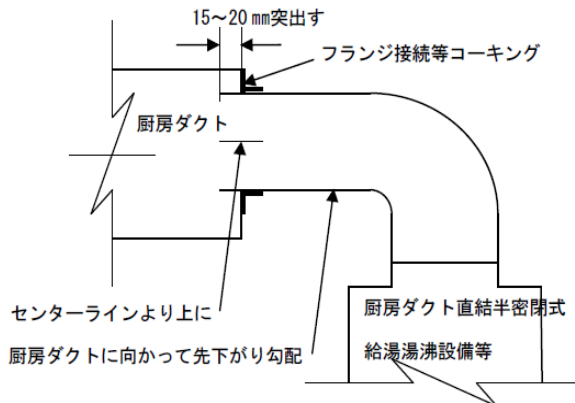 15～20㎜突出す
フランジ接続等コーキング
厨房ダクト
センターラインより上に
厨房ダクトに向かって先下がり勾配
厨房ダクト直結半密閉式
給湯湯沸設備等